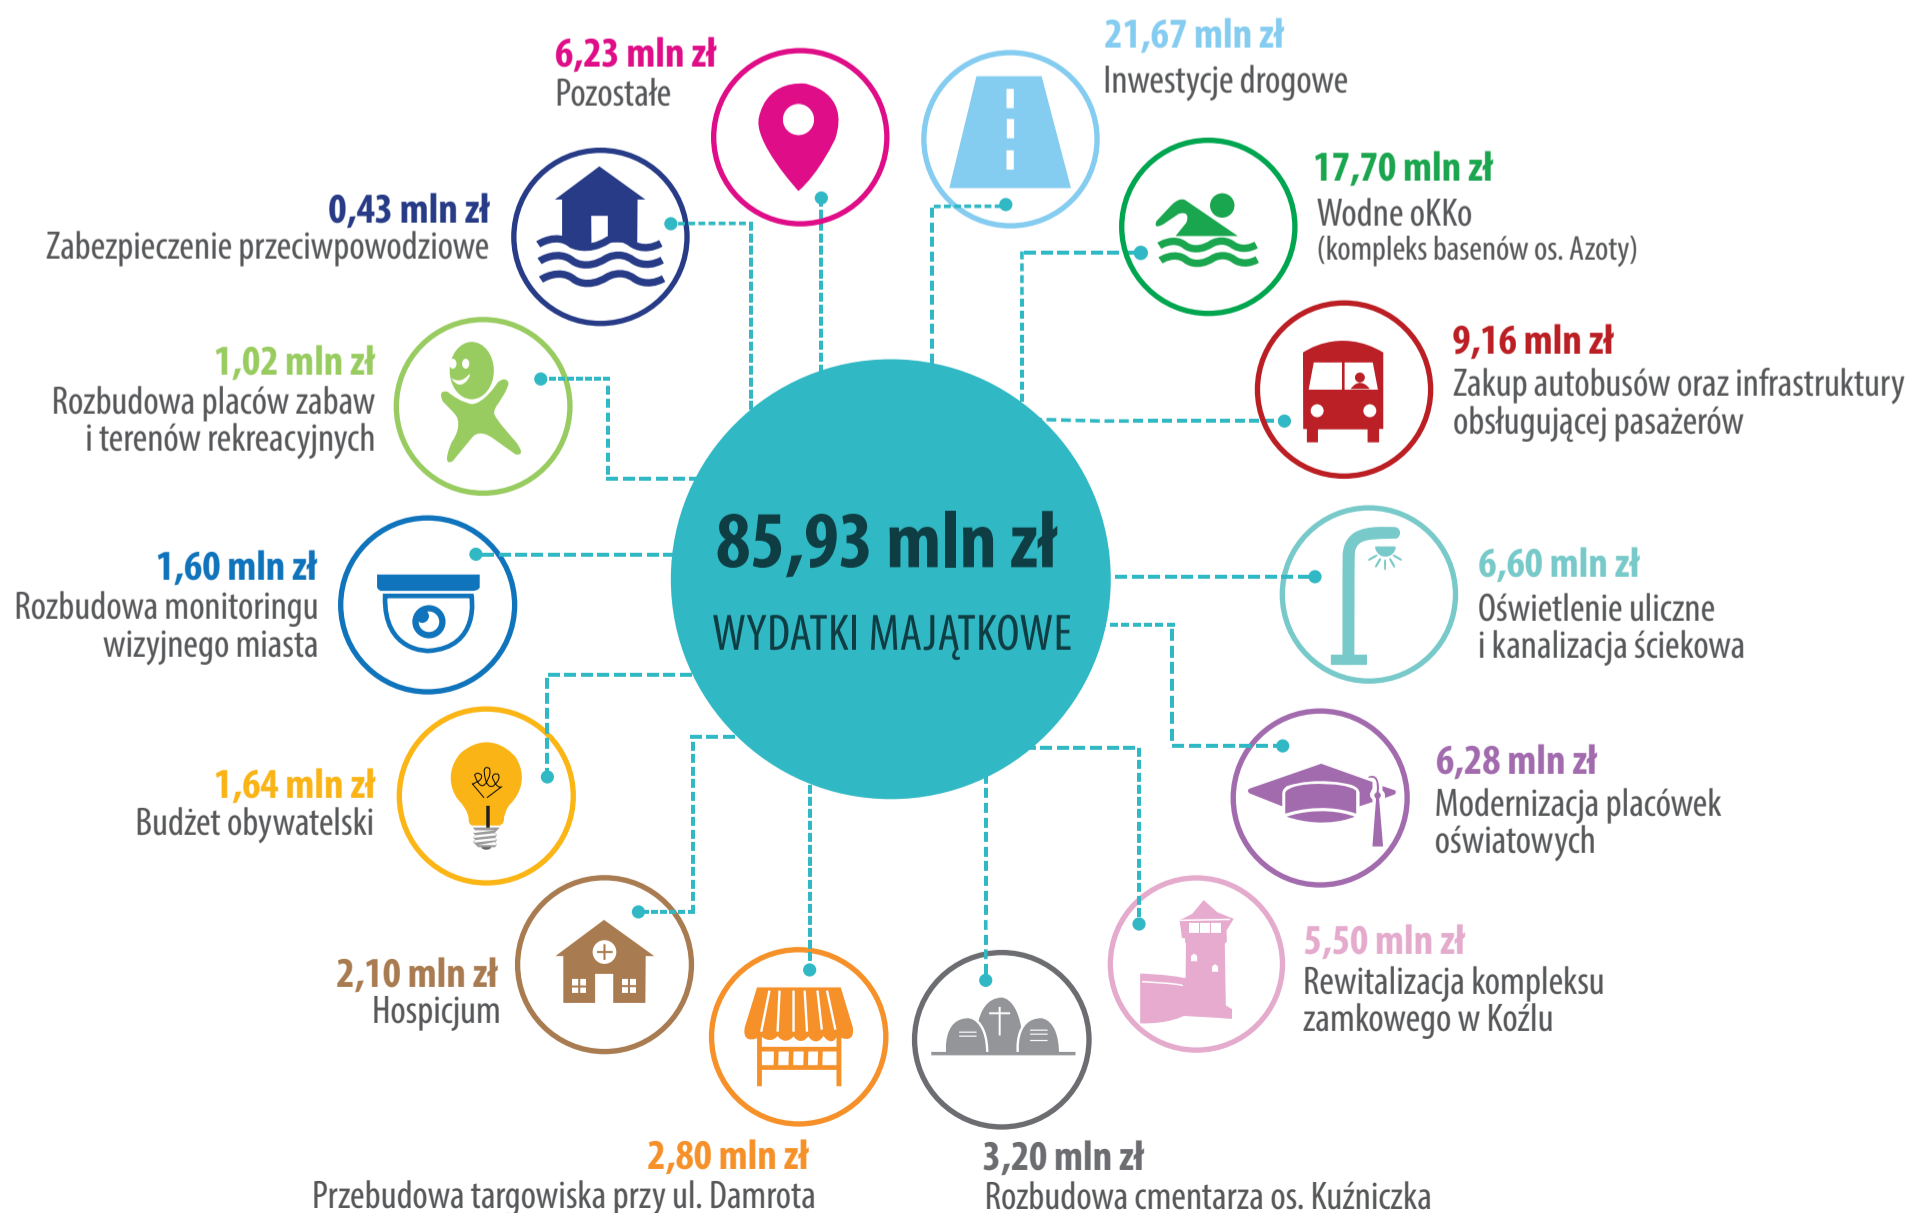 6,23 mln zł
Pozostałe
21,67 mln zł
Inwestycje drogowe
17,70 mln zł
Wodne oKKo
(kompleks basenów os. Azoty)
9,16 mln zł
Zakup autobusów oraz infrastruktury
obsługującej pasażerów
6,60 mln zł
Oświetlenie uliczne
i kanalizacja ściekowa
6,28 mln zł
Modernizacja placówek
oświatowych
5,50 mln zł
Rewitalizacja kompleksu
zamkowego w Koźlu
3,20 mln zł
Rozbudowa cmentarza os. Kuźniczka
2,80 mln zł
Przebudowa targowiska przy ul. Damrota
2,10 mln zł
Hospicjum
1,64 mln zł
Budżet obywatelski
1,60 mln zł
Rozbudowa monitoringu
wizyjnego miasta
1,02 mln zł
Rozbudowa placów zabaw
i terenów rekreacyjnych
0,43 mln zł
Zabezpieczenie przeciwpowodziowe
85,93 mln zł
WYDATKI MAJĄTKOWE